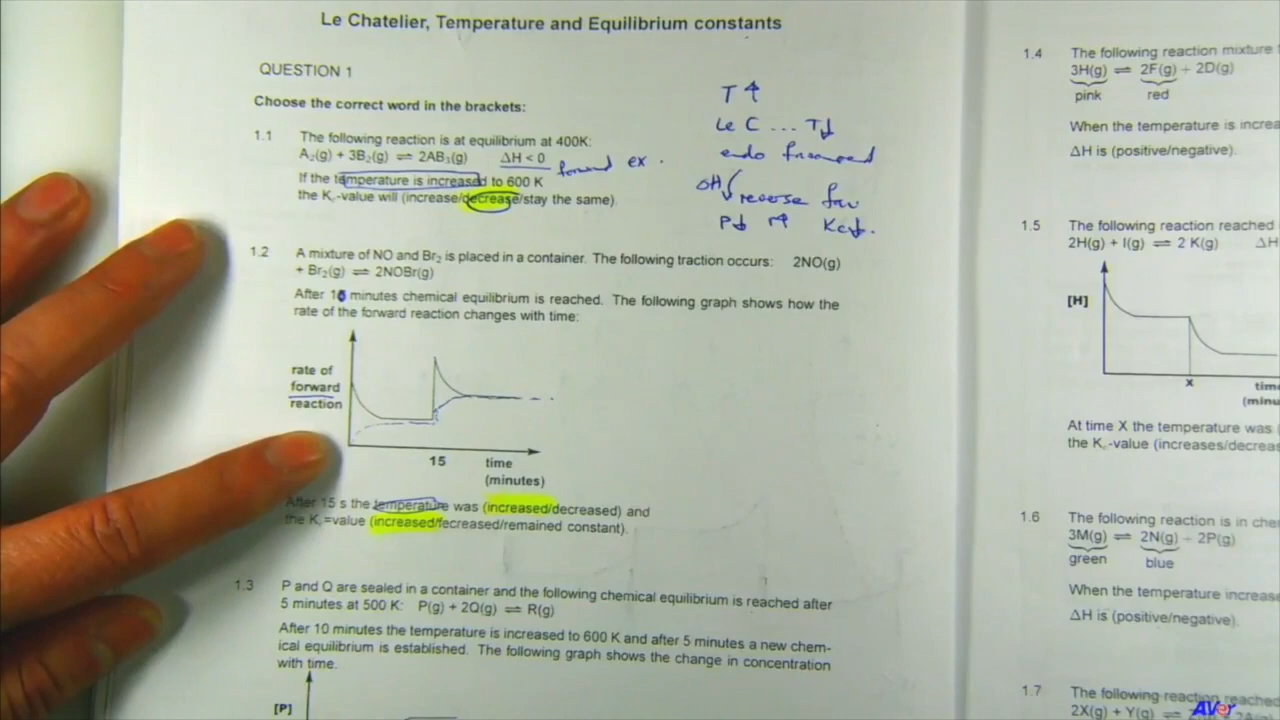 Le Chatelier, Temperature and Equilibrium constants
QUESTION 1
Choose the correct word in the brackets:
1.1 The following reaction is at equilibrium at 400K:
A₂(g) + 3B₂(g) ⇌ 2AB₃(g) ΔH < 0 forward ex.
If the temperature is increased to 600 K
the K꜀-value will (increase/decrease/stay the same).
T↑
Le C ... T↓
endo favoured
ΔH reverse fav
P↓ r↑ Kc↓.
1.2 A mixture of NO and Br₂ is placed in a container. The following traction occurs: 2NO(g)
+ Br₂(g) ⇌ 2NOBr(g)
After 10 minutes chemical equilibrium is reached. The following graph shows how the
rate of the forward reaction changes with time:
rate of
forward
reaction
15 time
(minutes)
After 15 s the temperature was (increased/decreased) and
the K꜀=value (increased/fecreased/remained constant).
1.3 P and Q are sealed in a container and the following chemical equilibrium is reached after
5 minutes at 500 K: P(g) + 2Q(g) ⇌ R(g)
After 10 minutes the temperature is increased to 600 K and after 5 minutes a new chem-
ical equilibrium is established. The following graph shows the change in concentration
with time.
[P]
1.4 The following reaction mixture
3H(g) ⇌ 2F(g) + 2D(g)
pink red
When the temperature is increa
ΔH is (positive/negative).
1.5 The following reaction reached
2H(g) + I(g) ⇌ 2 K(g) ΔH
[H]
x time
(minu
At time X the temperature was (
the K꜀-value (increases/decreas
1.6 The following reaction is in che
3M(g) ⇌ 2N(g) - 2P(g)
green blue
When the temperature increase
ΔH is (positive/negative).
1.7 The following reaction reached
2X(g) + Y(g) ⇌
AVer